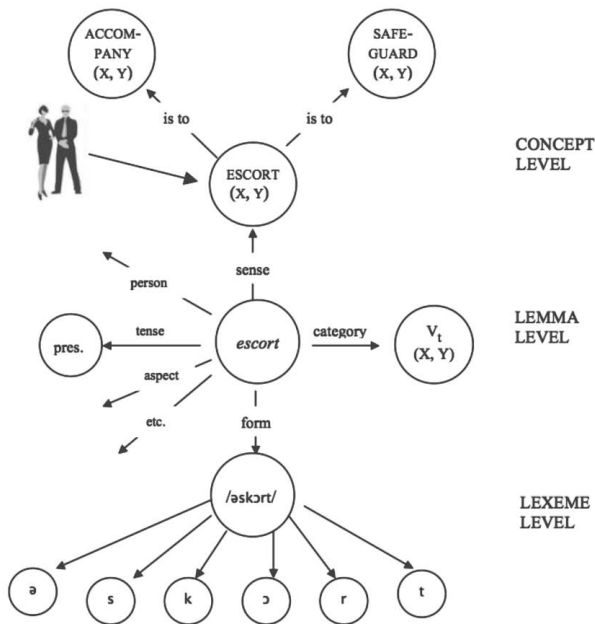 ACCOM-
PANY
(X, Y)
SAFE-
GUARD
(X, Y)
is to
is to
CONCEPT
LEVEL
ESCORT
(X, Y)
sense
person
tense
pres.
escort
category
Vt
(X, Y)
LEMMA
LEVEL
aspect
etc.
form
/əskɔrt/
LEXEME
LEVEL
ə
s
k
ɔ
r
t